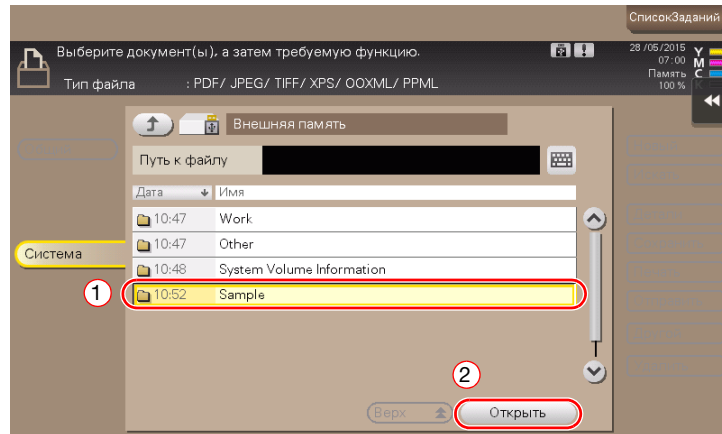 СписокЗаданий
Выберите документ(ы), а затем требуемую функцию.
28/05/2015
07:00
Память
100 %
Y
M
C
K
Тип файла : PDF/ JPEG/ TIFF/ XPS/ OOXML/ PPML
Внешняя память
Путь к файлу
Дата Имя
10:47 Work
10:47 Other
10:48 System Volume Information
10:52 Sample
Система
1
2
Верх
Открыть